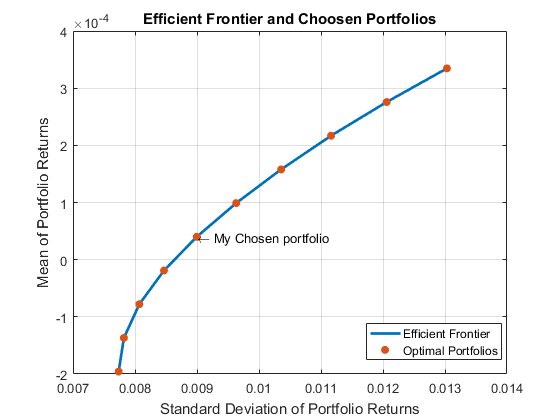 Efficient Frontier and Choosen Portfolios
×10⁻⁴
4
3
2
1
0
-1
-2
Mean of Portfolio Returns
← My Chosen portfolio
Efficient Frontier
Optimal Portfolios
0.007 0.008 0.009 0.01 0.011 0.012 0.013 0.014
Standard Deviation of Portfolio Returns